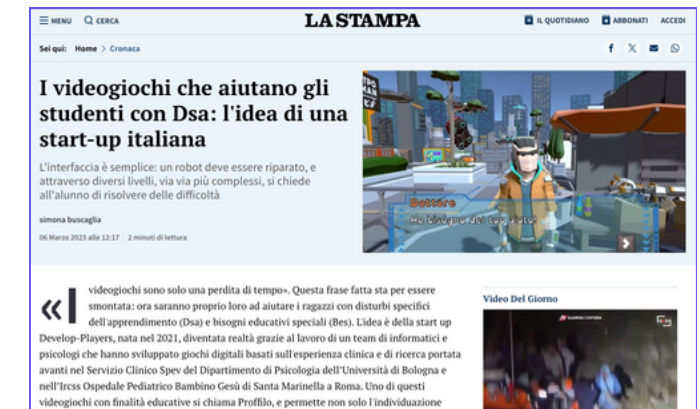 MENU CERCA LA STAMPA IL QUOTIDIANO ABBONATI ACCEDI
Sei qui: Home > Cronaca
I videogiochi che aiutano gli
studenti con Dsa: l'idea di una
start-up italiana
L'interfaccia è semplice: un robot deve essere riparato, e
attraverso diversi livelli, via via più complessi, si chiede
all'alunno di risolvere delle difficoltà
simona buscaglia
06 Marzo 2023 alle 12:17 2 minuti di lettura
Dottore
Ho bisogno del tuo aiuto!
«I videogiochi sono solo una perdita di tempo». Questa frase fatta sta per essere
smontata: ora saranno proprio loro ad aiutare i ragazzi con disturbi specifici
dell'apprendimento (Dsa) e bisogni educativi speciali (Bes). L'idea è della start up
Develop-Players, nata nel 2021, diventata realtà grazie al lavoro di un team di informatici e
psicologi che hanno sviluppato giochi digitali basati sull'esperienza clinica e di ricerca portata
avanti nel Servizio Clinico Spev del Dipartimento di Psicologia dell'Università di Bologna e
nell'Ircss Ospedale Pediatrico Bambino Gesù di Santa Marinella a Roma. Uno di questi
videogiochi con finalità educative si chiama Proffilo, e permette non solo l'individuazione
Video Del Giorno